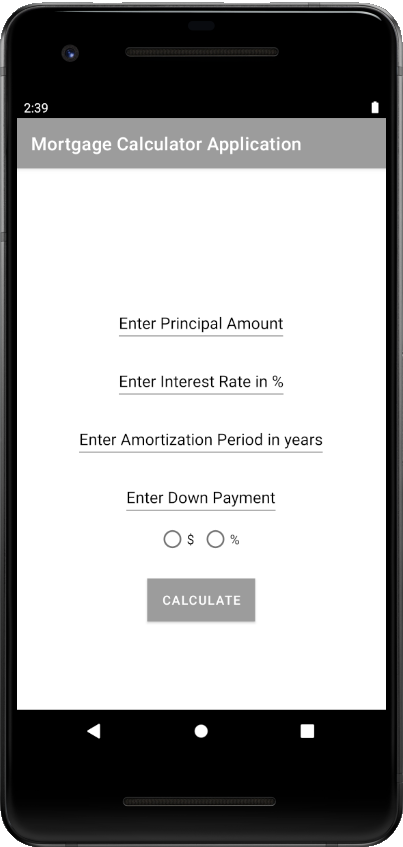 2:39
Mortgage Calculator Application
Enter Principal Amount
Enter Interest Rate in %
Enter Amortization Period in years
Enter Down Payment
$ %
CALCULATE